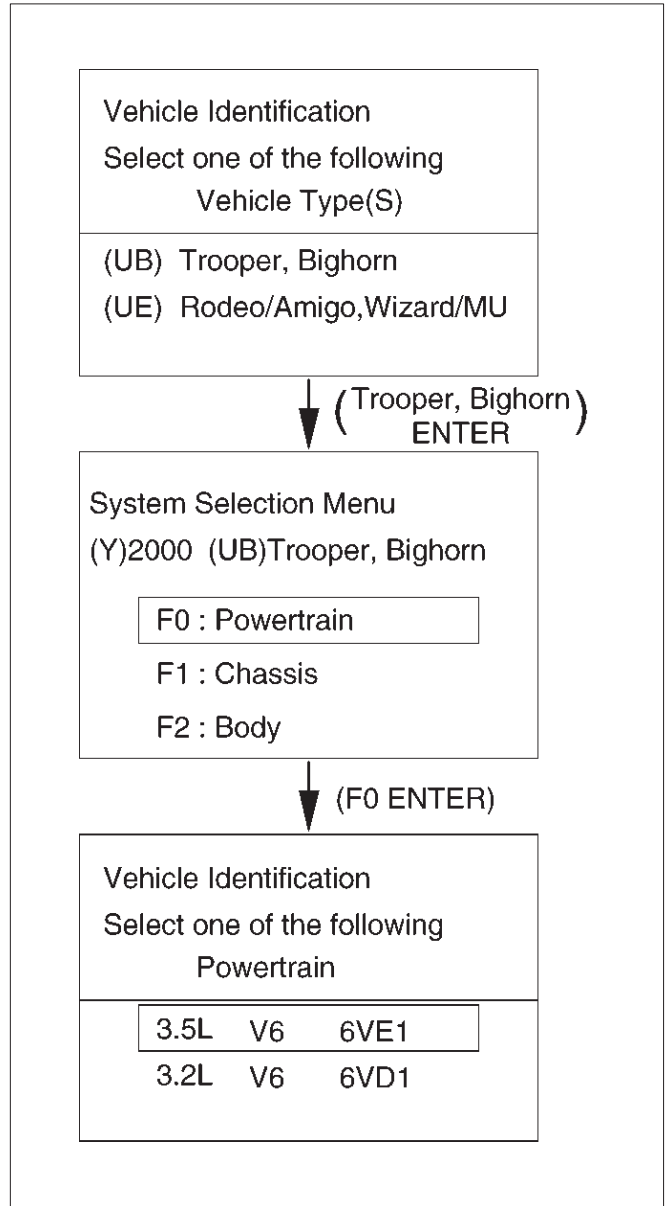 Vehicle Identification
Select one of the following
Vehicle Type(S)
(UB) Trooper, Bighorn
(UE) Rodeo/Amigo,Wizard/MU
(Trooper, Bighorn
ENTER)
System Selection Menu
(Y)2000 (UB)Trooper, Bighorn
F0 : Powertrain
F1 : Chassis
F2 : Body
(F0 ENTER)
Vehicle Identification
Select one of the following
Powertrain
3.5L V6 6VE1
3.2L V6 6VD1